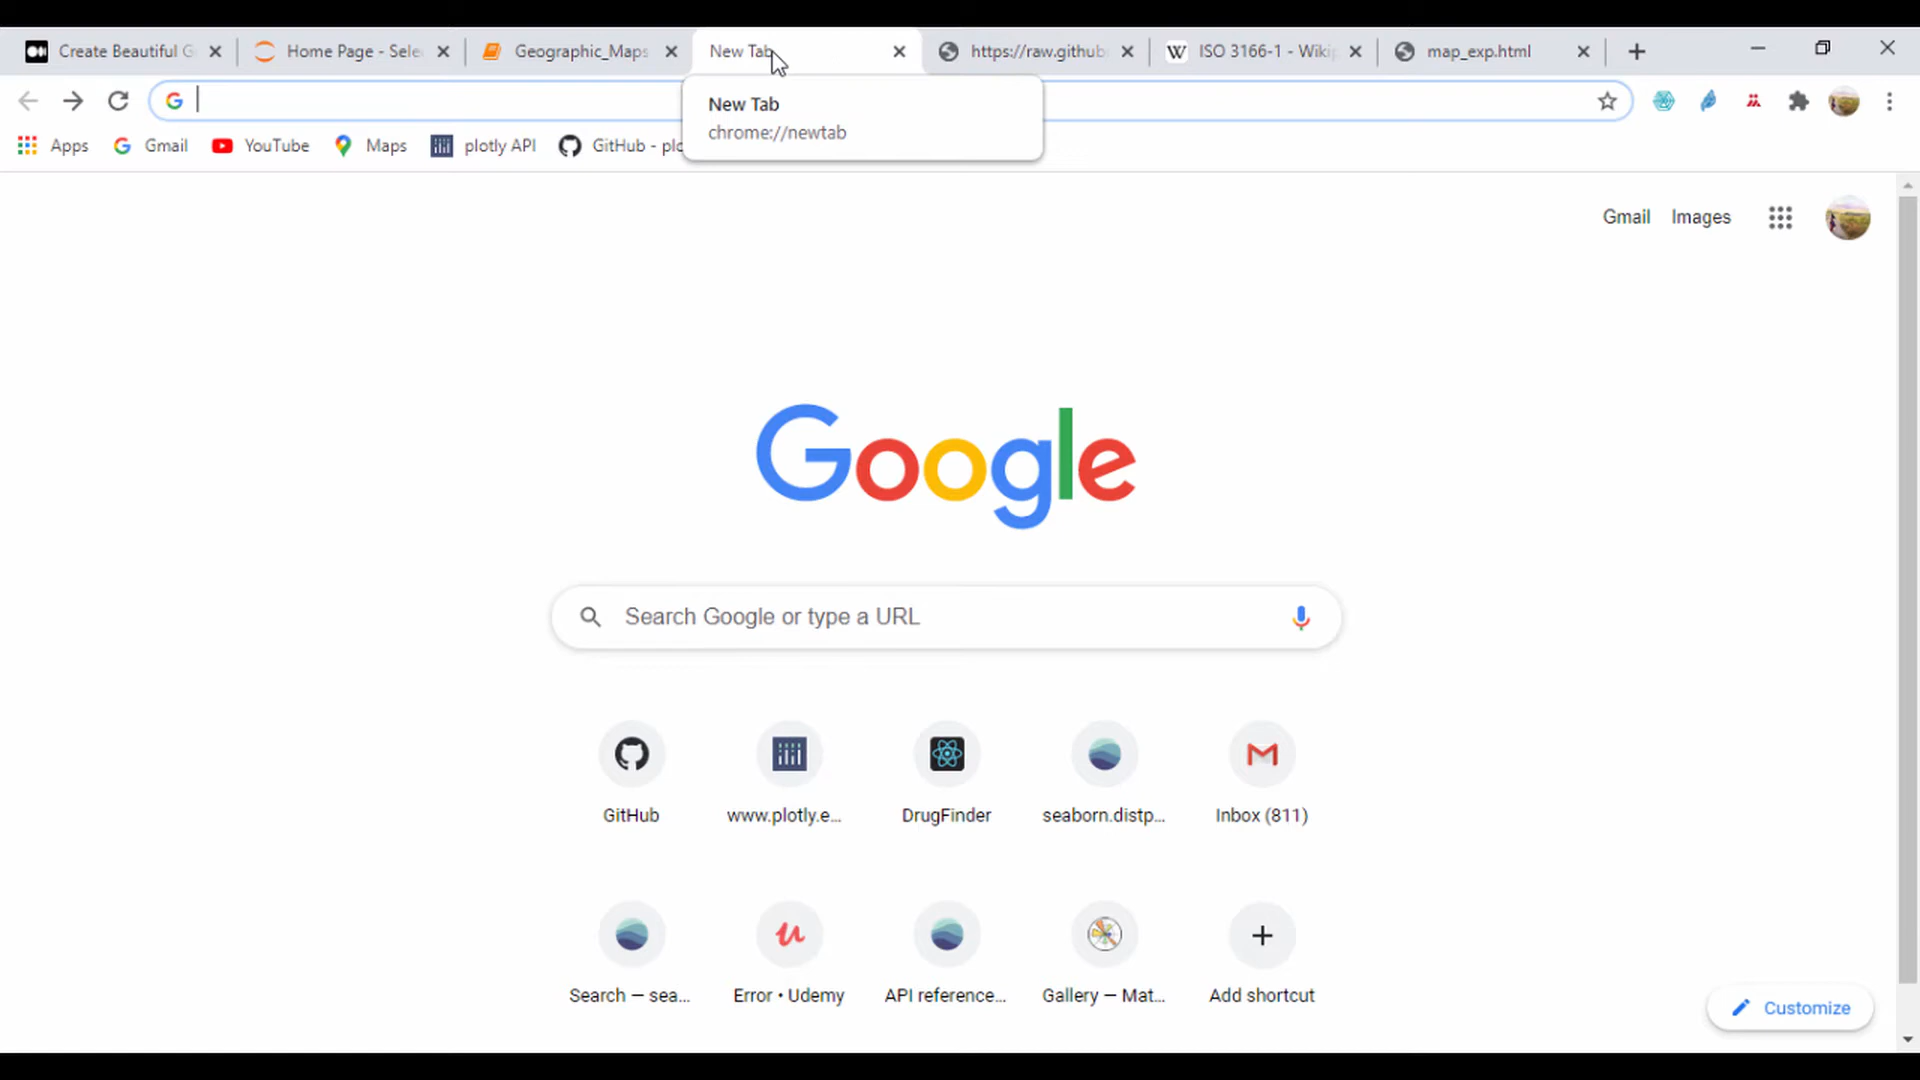 Create Beautiful G
Home Page - Sele
Geographic_Maps
New Tab
https://raw.githubu
ISO 3166-1 - Wikip
map_exp.html
New Tab
chrome://newtab
Apps
Gmail
YouTube
Maps
plotly API
GitHub - plo
Gmail
Images
Google
Search Google or type a URL
GitHub
www.plotly.e...
DrugFinder
seaborn.distp...
Inbox (811)
Search — sea...
Error • Udemy
API reference...
Gallery — Mat...
Add shortcut
Customize